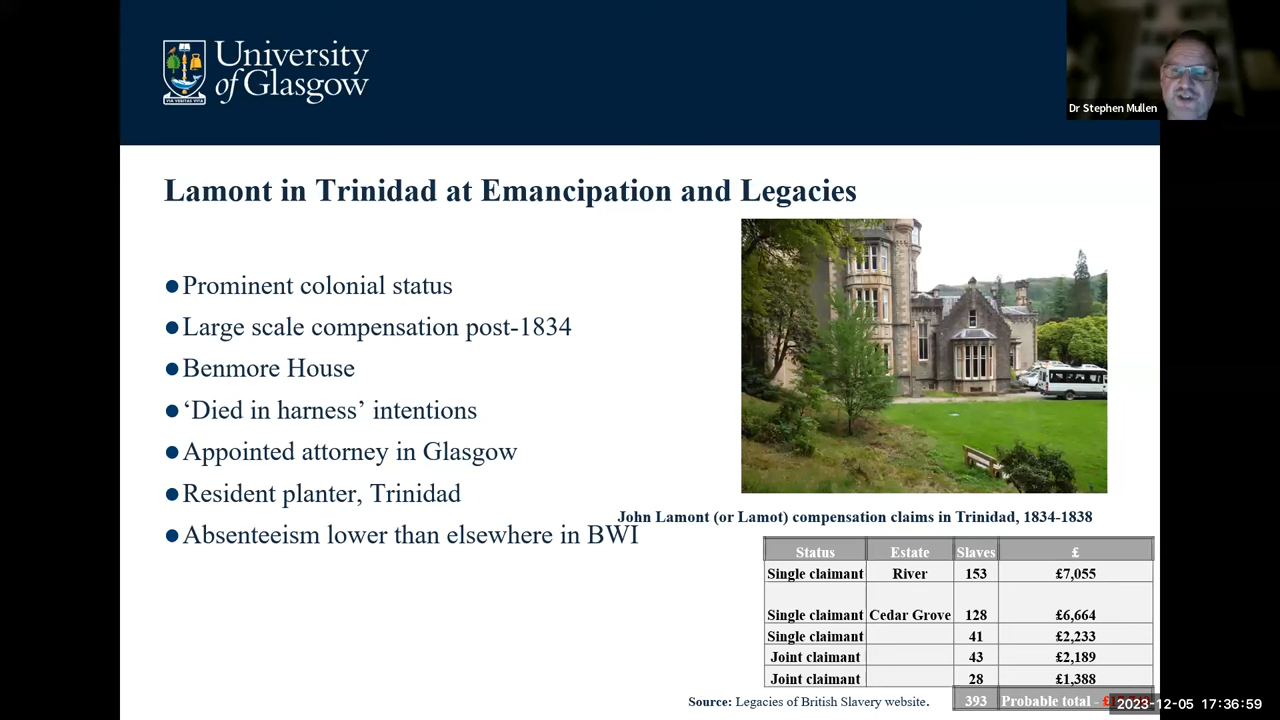 University
of Glasgow
VIA VERITAS VITA
Dr Stephen Mullen
Lamont in Trinidad at Emancipation and Legacies
●Prominent colonial status
●Large scale compensation post-1834
●Benmore House
●‘Died in harness’ intentions
●Appointed attorney in Glasgow
●Resident planter, Trinidad
●Absenteeism lower than elsewhere in BWI
John Lamont (or Lamot) compensation claims in Trinidad, 1834-1838
Status Estate Slaves £
Single claimant River 153 £7,055
Single claimant Cedar Grove 128 £6,664
Single claimant 41 £2,233
Joint claimant 43 £2,189
Joint claimant 28 £1,388
393 Probable total -
Source: Legacies of British Slavery website.
2023-12-05 17:36:59